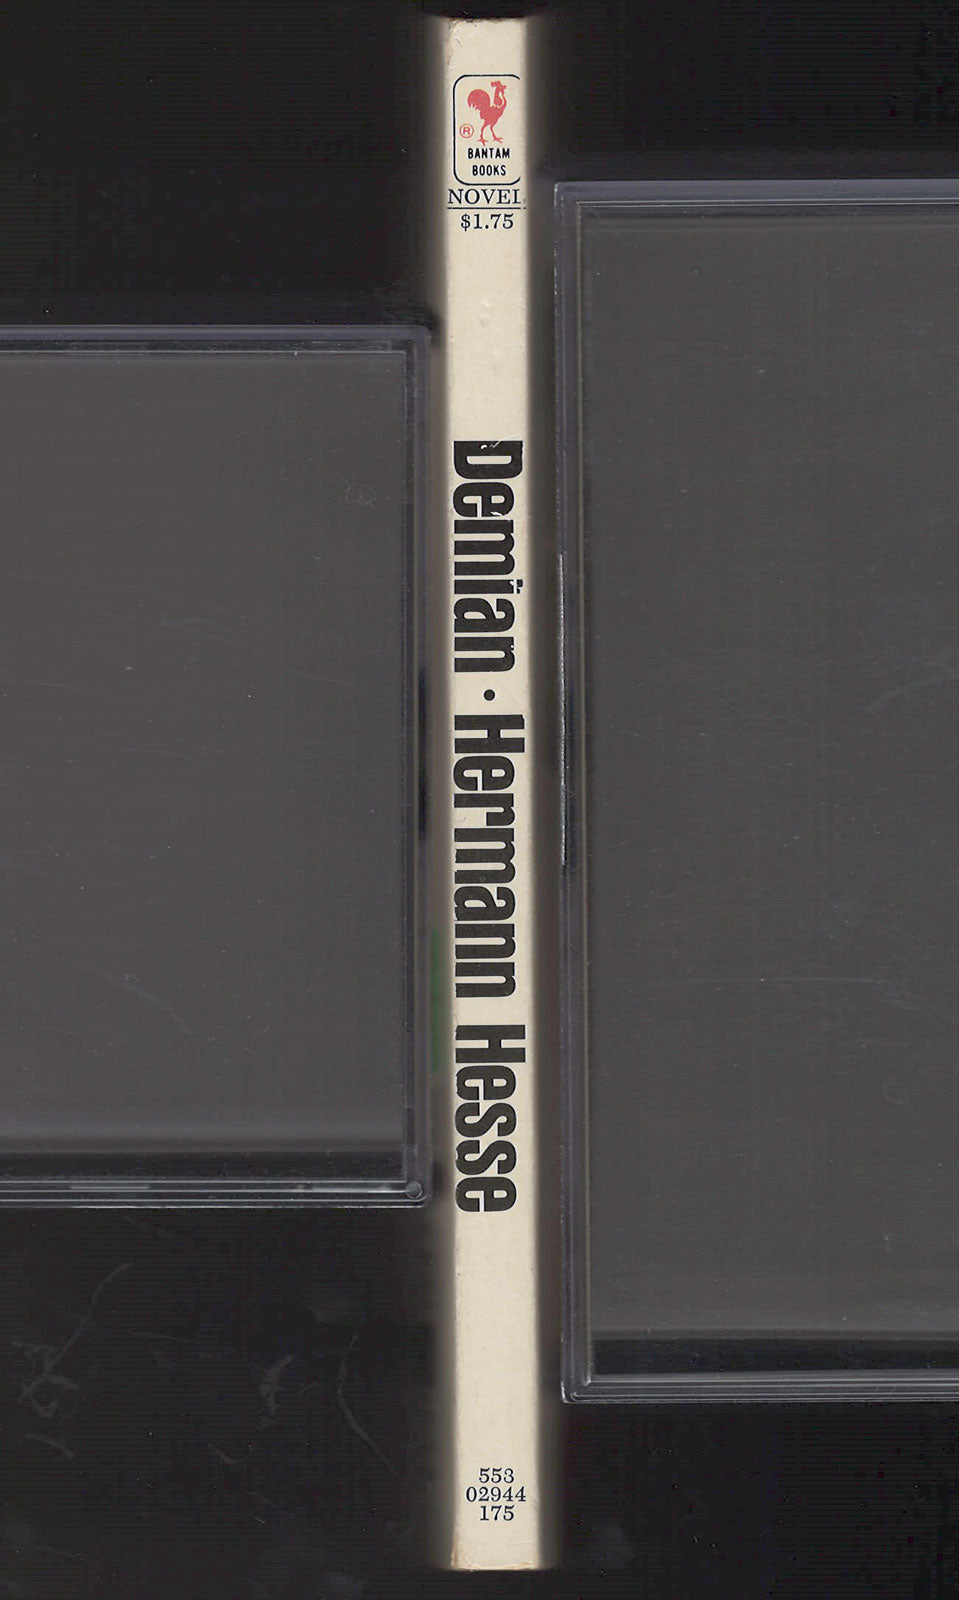 ®
BANTAM
BOOKS
NOVEL
$1.75
Demian • Hermann Hesse
553
02944
175